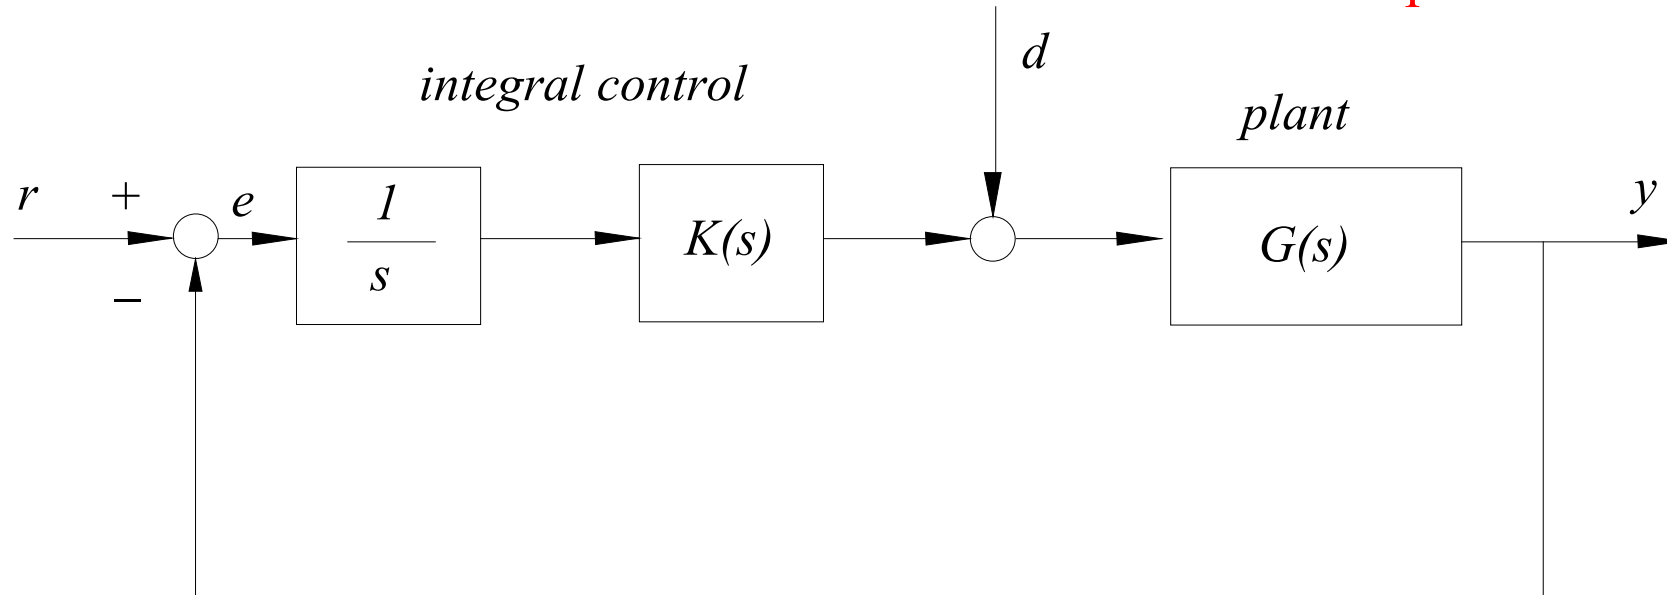 d
integral control
plant
r + e 1 y
K(s) G(s)
s
−